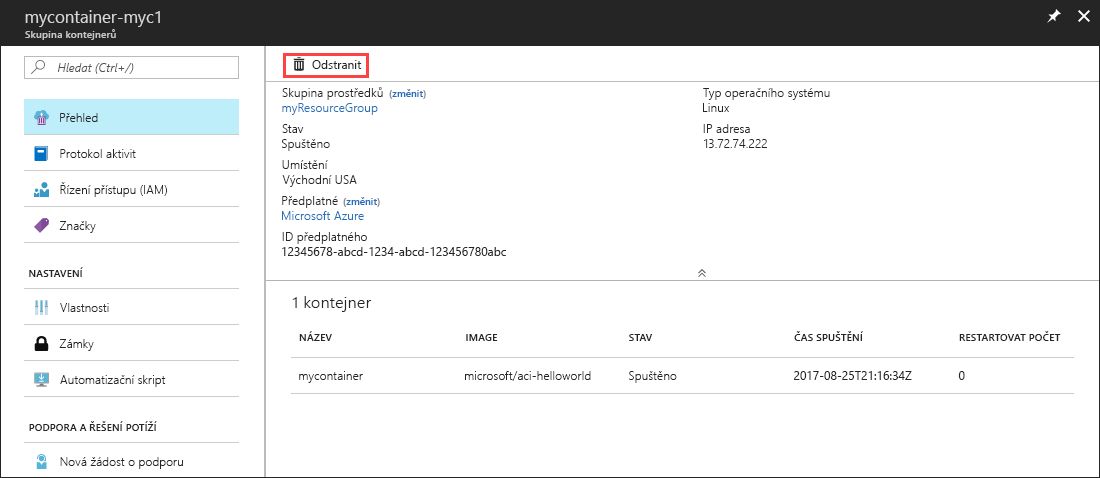 mycontainer-myc1
Skupina kontejnerů
Hledat (Ctrl+/)
Přehled
Protokol aktivit
Řízení přístupu (IAM)
Značky
NASTAVENÍ
Vlastnosti
Zámky
Automatizační skript
PODPORA A ŘEŠENÍ POTÍŽÍ
Nová žádost o podporu
Odstranit
Skupina prostředků (změnit)
myResourceGroup
Stav
Spuštěno
Umístění
Východní USA
Předplatné (změnit)
Microsoft Azure
ID předplatného
12345678-abcd-1234-abcd-123456780abc
Typ operačního systému
Linux
IP adresa
13.72.74.222
1 kontejner
NÁZEV IMAGE STAV ČAS SPUŠTĚNÍ RESTARTOVAT POČET
mycontainer microsoft/aci-helloworld Spuštěno 2017-08-25T21:16:34Z 0